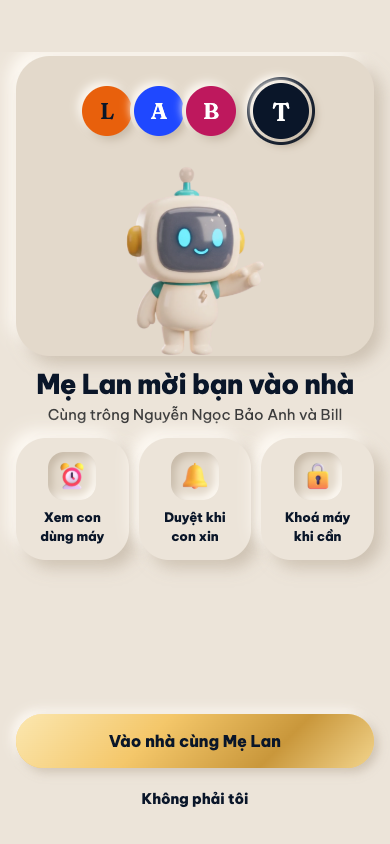 L A B T
Mẹ Lan mời bạn vào nhà
Cùng trông Nguyễn Ngọc Bảo Anh và Bill
Xem con
dùng máy
Duyệt khi
con xin
Khoá máy
khi cần
Vào nhà cùng Mẹ Lan
Không phải tôi